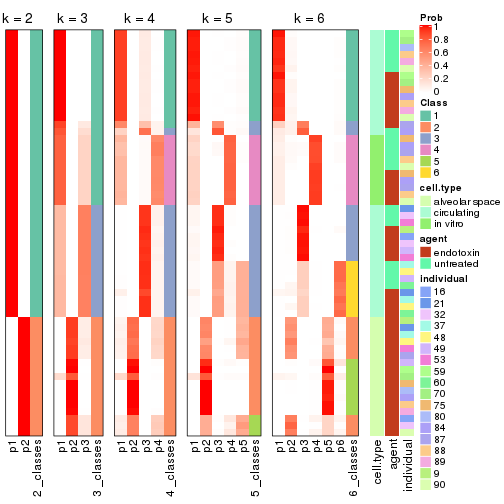 k = 2
k = 3
k = 4
k = 5
k = 6
p1
p2
2_classes
p1
p2
p3
3_classes
p1
p2
p3
p4
4_classes
p1
p2
p3
p4
p5
5_classes
p1
p2
p3
p4
p5
p6
6_classes
cell.type
agent
individual
Prob
1
0.8
0.6
0.4
0.2
0
Class
1
2
3
4
5
6
cell.type
alveolar space
circulating
in vitro
agent
endotoxin
untreated
individual
16
21
32
37
48
49
53
59
60
70
75
80
84
87
88
89
9
90